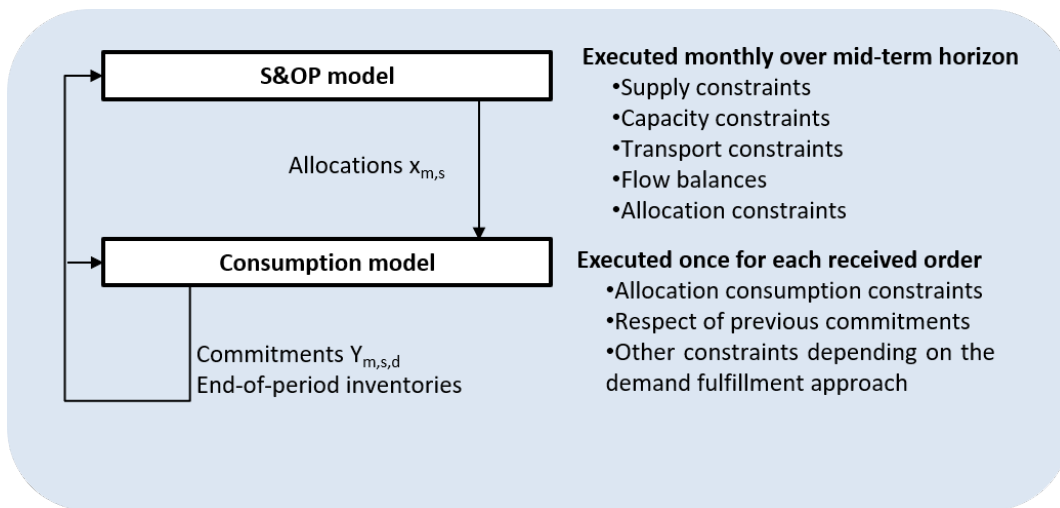 S&OP model
Executed monthly over mid-term horizon
•Supply constraints
•Capacity constraints
•Transport constraints
•Flow balances
•Allocation constraints
Allocations xm,s
Consumption model
Executed once for each received order
•Allocation consumption constraints
•Respect of previous commitments
•Other constraints depending on the
demand fulfillment approach
Commitments Ym,s,d
End-of-period inventories